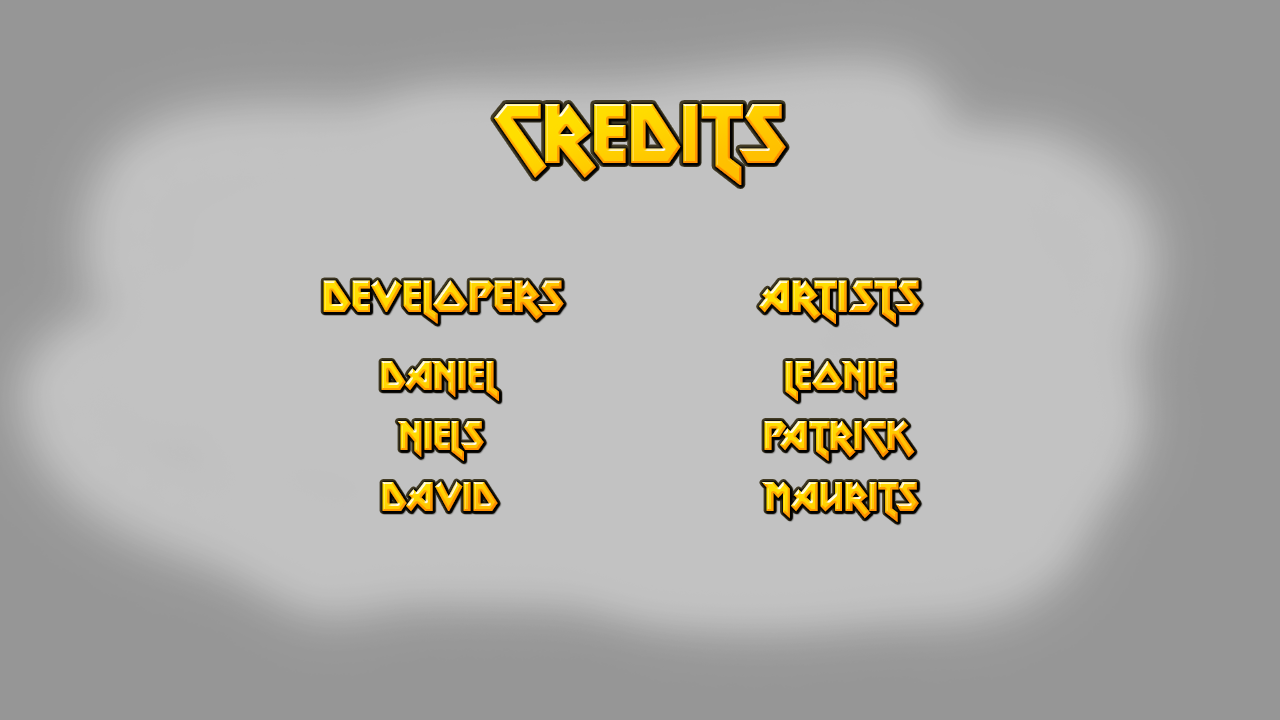 CREDITS
DEVELOPERS
DANIEL
NIELS
DAVID
ARTISTS
LEONIE
PATRICK
MAURITS